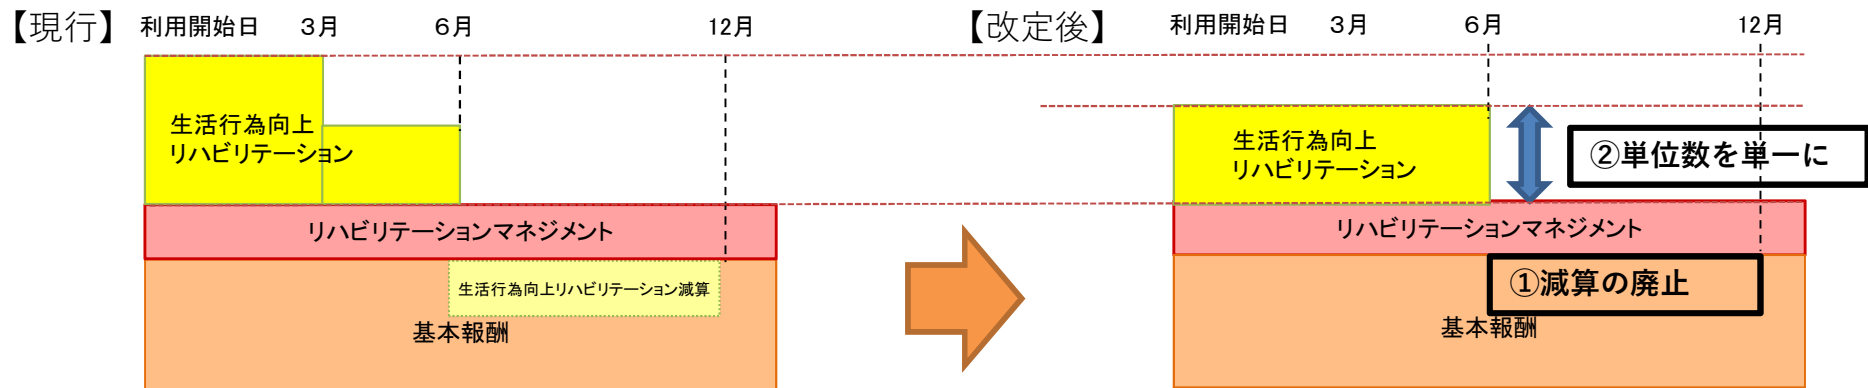 【現行】 利用開始日 3月 6月 12月
生活行為向上
リハビリテーション
リハビリテーションマネジメント
生活行為向上リハビリテーション減算
基本報酬
【改定後】 利用開始日 3月 6月 12月
生活行為向上
リハビリテーション
②単位数を単一に
リハビリテーションマネジメント
①減算の廃止
基本報酬